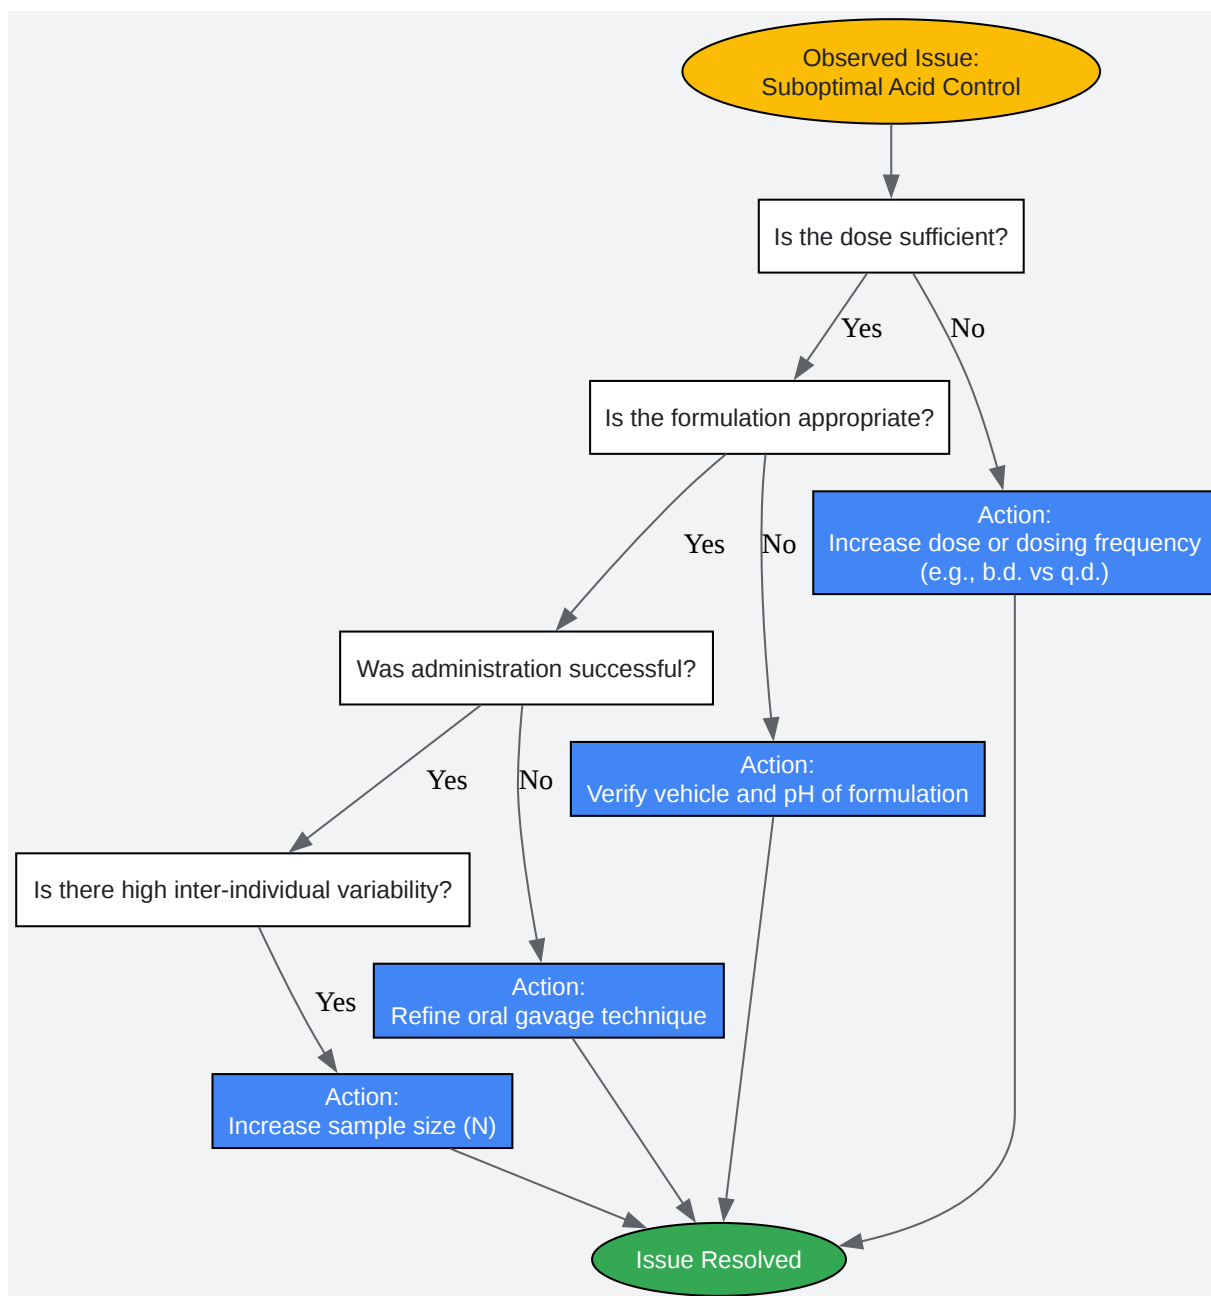 Observed Issue:
Suboptimal Acid Control
Is the dose sufficient?
Yes
No
Is the formulation appropriate?
Action:
Increase dose or dosing frequency
(e.g., b.d. vs q.d.)
Yes
No
Was administration successful?
Action:
Verify vehicle and pH of formulation
Yes
No
Is there high inter-individual variability?
Action:
Refine oral gavage technique
Yes
Action:
Increase sample size (N)
Issue Resolved